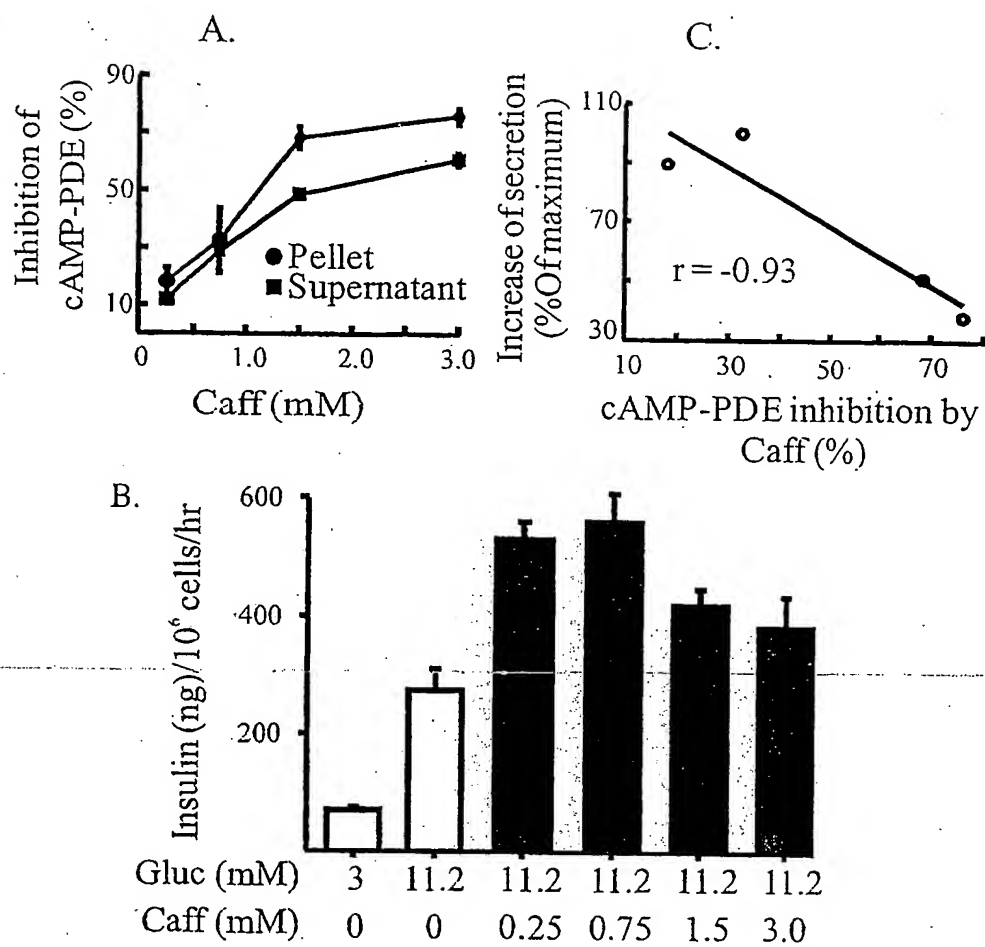 A.
90
50
10
Inhibition of
cAMP-PDE (%)
Pellet
Supernatant
0 1.0 2.0 3.0
Caff (mM)
C.
110
70
30
Increase of secretion
(%Of maximum)
r = -0.93
10 30 50 70
cAMP-PDE inhibition by
Caff (%)
B.
600
400
200
Insulin (ng)/10⁶ cells/hr
Gluc (mM) 3 11.2 11.2 11.2 11.2 11.2
Caff (mM) 0 0 0.25 0.75 1.5 3.0